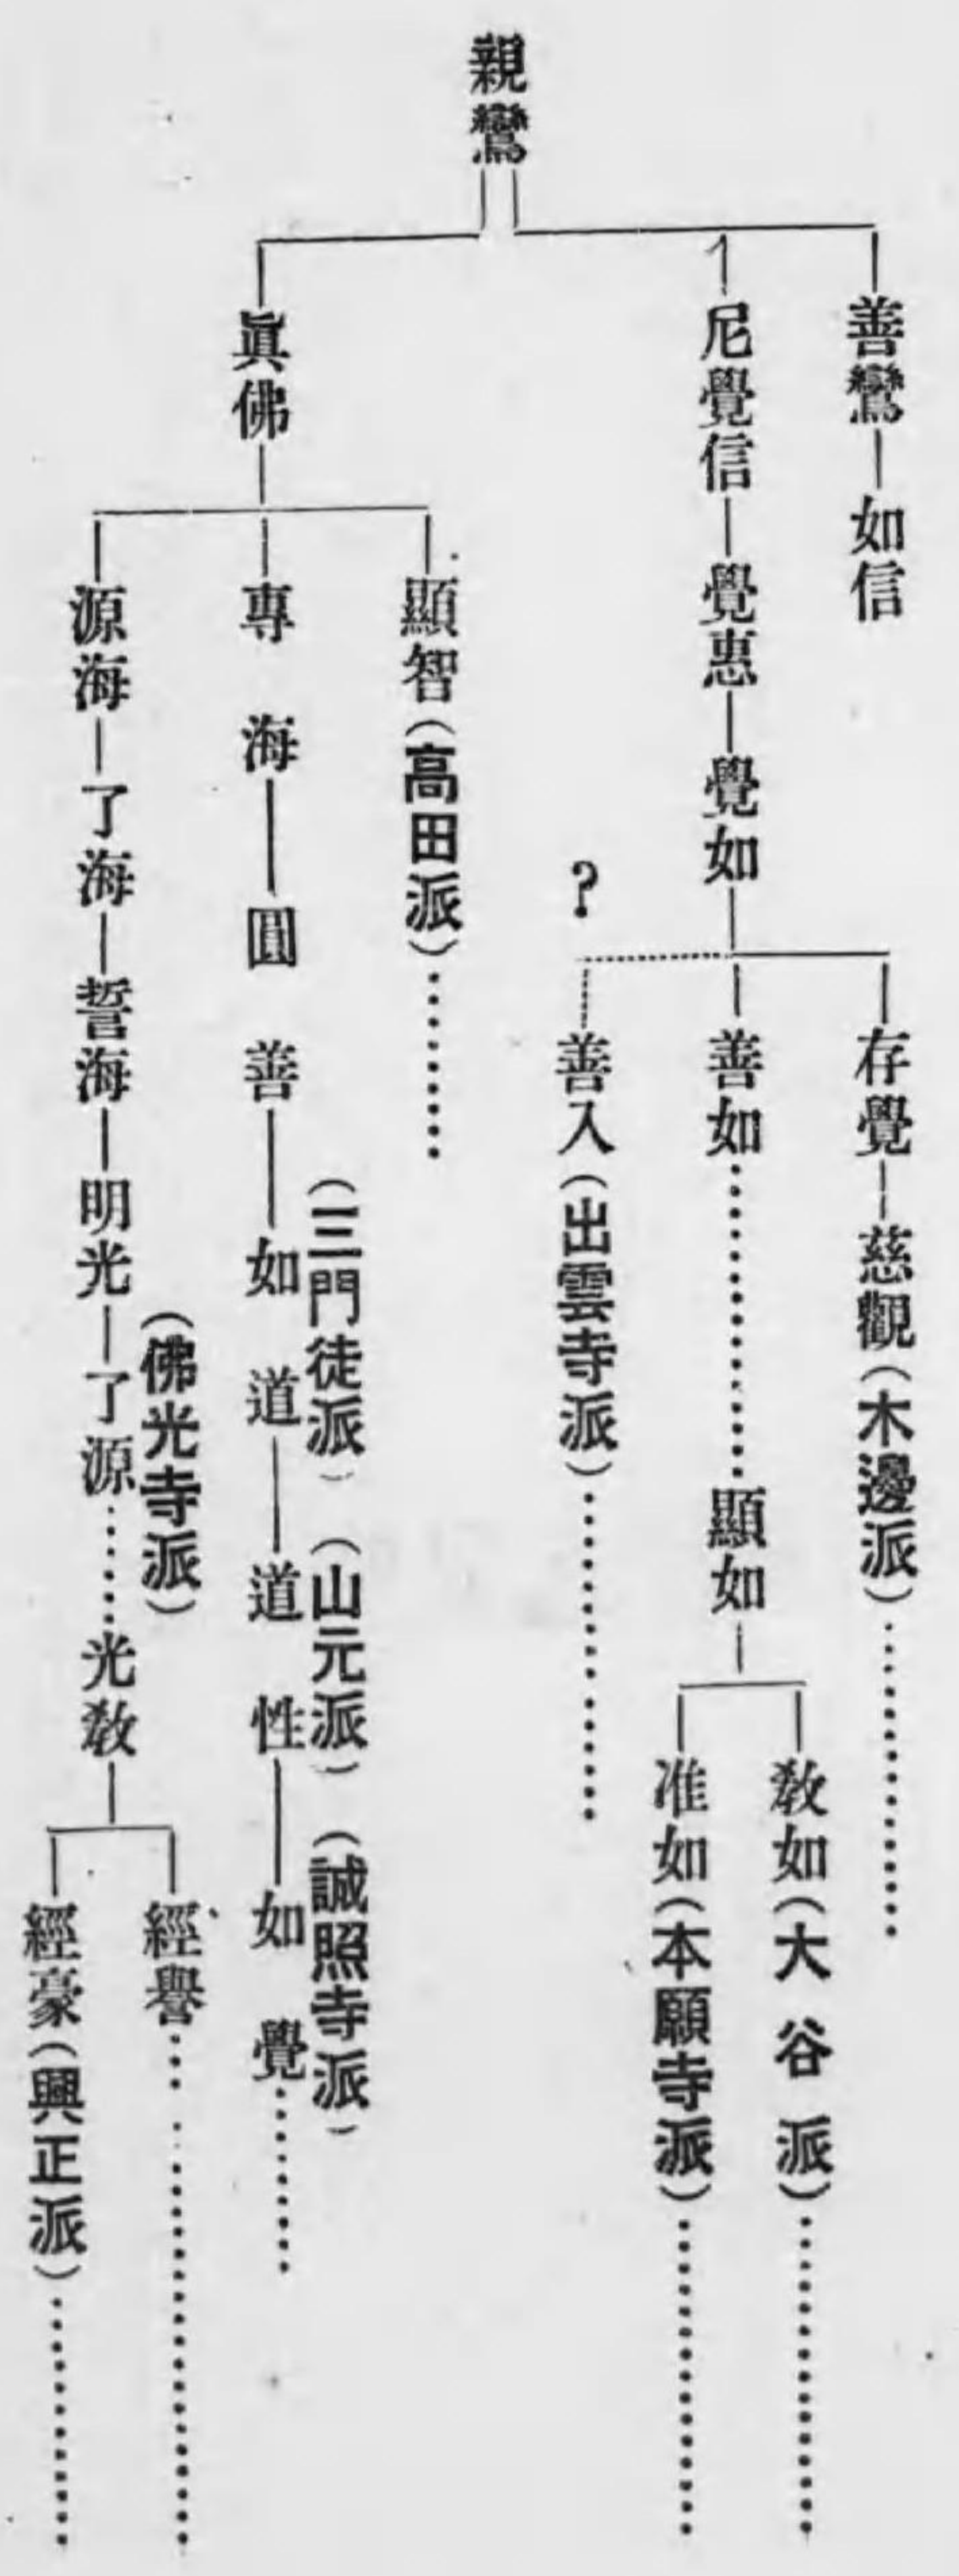 親鸞
善鸞
如信
尼覺信
覺惠
覺如
存覺
慈觀(木邊派)
善如
顯如
教如(大谷派)
准如(本願寺派)
?
善入(出雲寺派)
眞佛
顯智(高田派)
專海
圓善
如道
(三門徒派)
道性
(山元派)
如覺
(誠照寺派)
源海
了海
誓海
明光
了源
(佛光寺派)
光教
經譽
經豪(興正派)